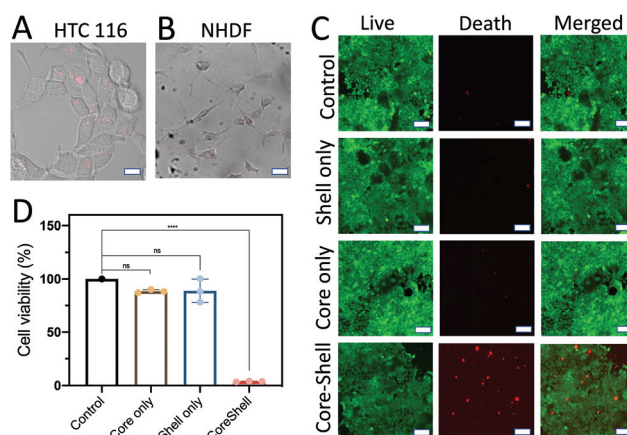 A HTC 116
B NHDF
C Live Death Merged
Control
Shell only
Core only
Core-Shell
D
Cell viability (%)
150
100
50
0
****
ns
ns
Control
Core only
Shell only
CoreShell